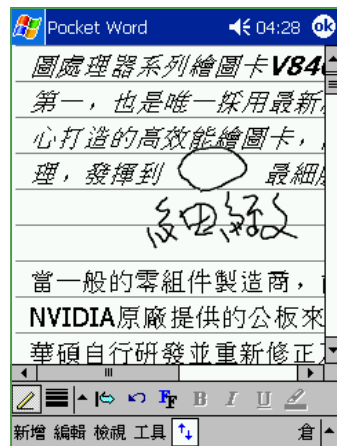 Pocket Word 04:28 ok
圖處理器系列繪圖卡V840
第一，也是唯一採用最新
心打造的高效能繪圖卡，
理，發揮到 最細
細緻
當一般的零組件製造商，
NVIDIA原廠提供的公板來
華碩自行研發並重新修正
B I U
新增 編輯 檢視 工具 倉